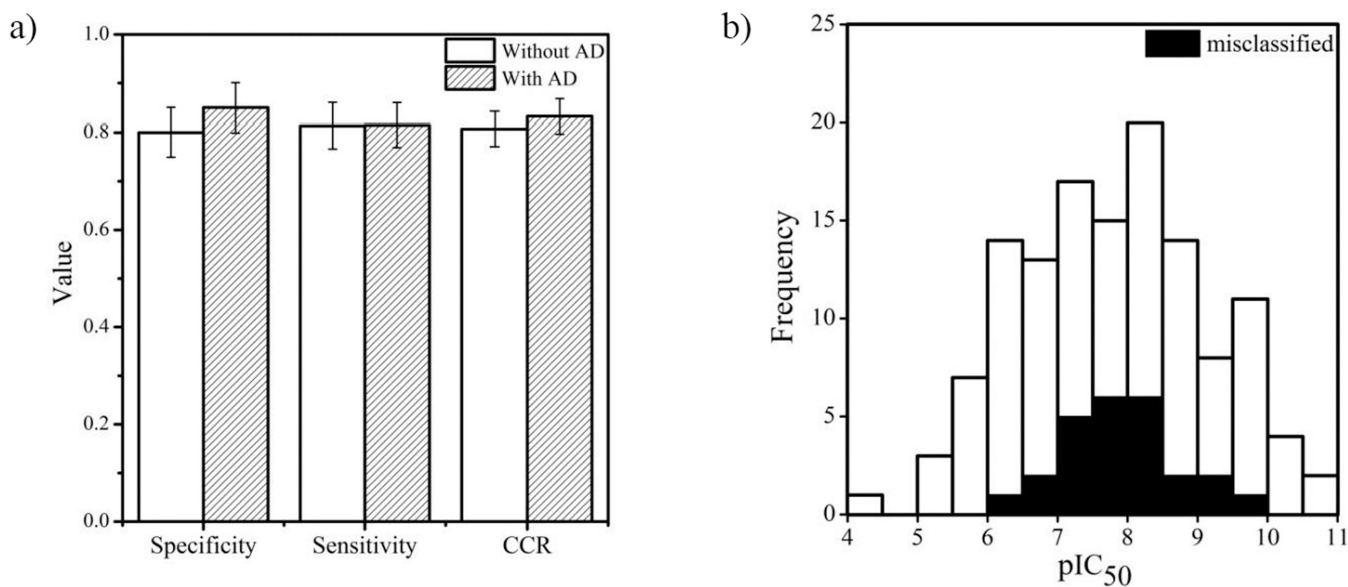 a)
1.0
0.8
0.6
0.4
0.2
0.0
Value
Without AD
With AD
Specificity Sensitivity CCR
b)
25
20
15
10
5
0
Frequency
misclassified
4 5 6 7 8 9 10 11
pIC50